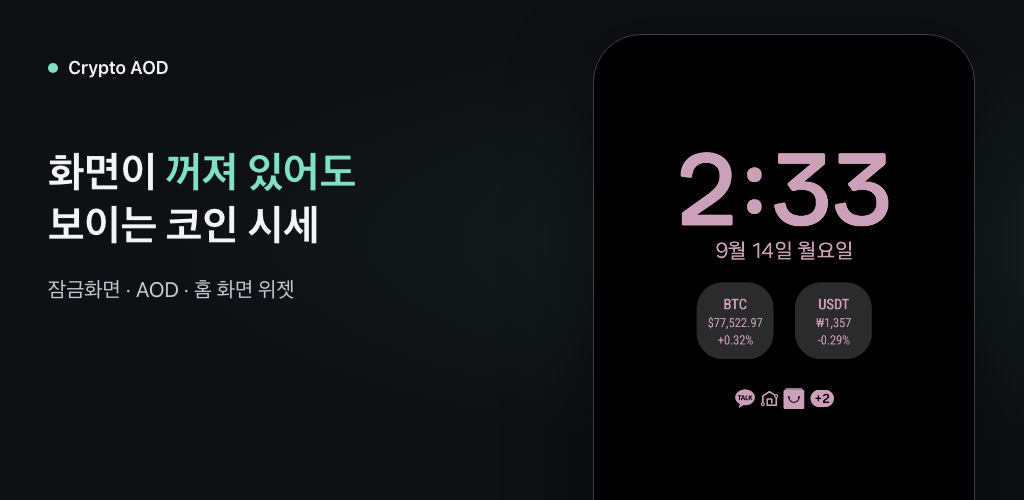 Crypto AOD
화면이 꺼져 있어도
보이는 코인 시세
잠금화면 · AOD · 홈 화면 위젯
2:33
9월 14일 월요일
BTC
$77,522.97
+0.32%
USDT
₩1,357
-0.29%
TALK
+2